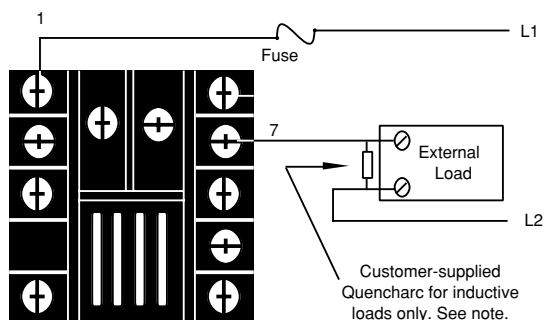 1
L1
Fuse
7
External
Load
L2
Customer-supplied
Quencharc for inductive
loads only. See note.